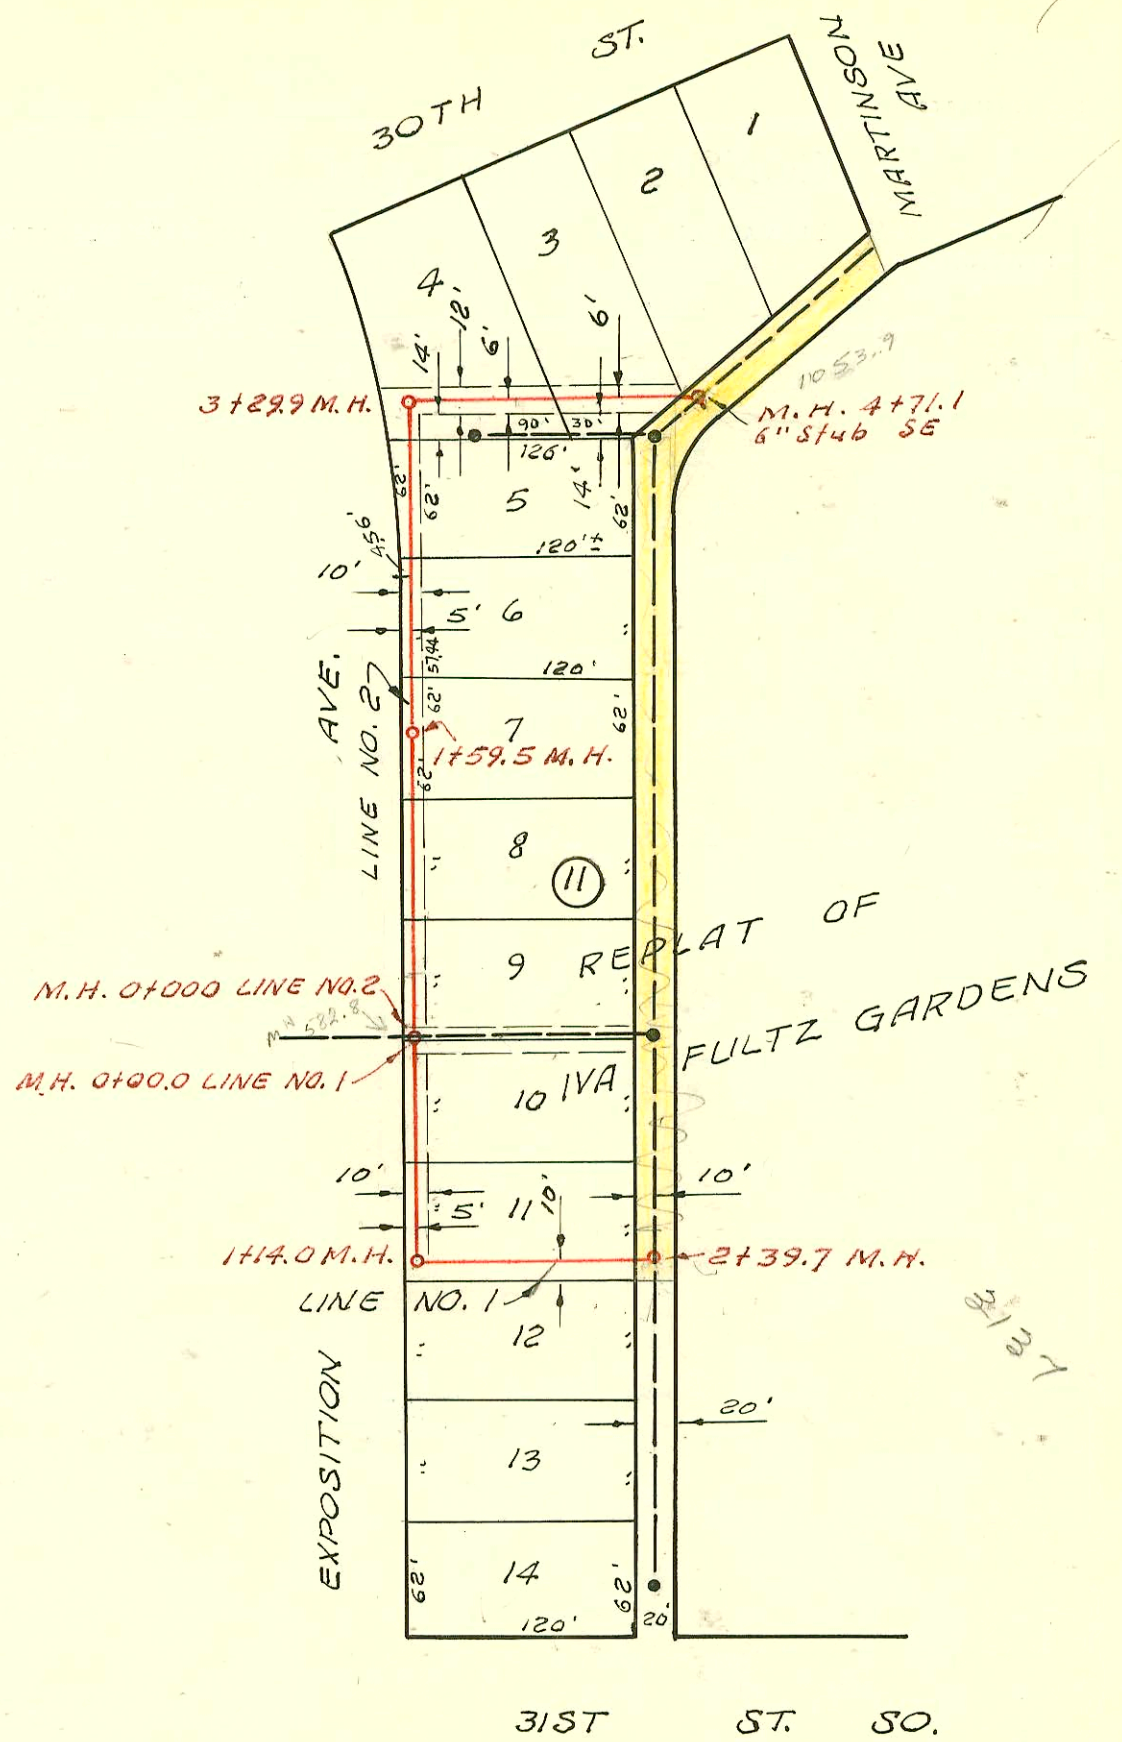 30TH ST.
MARTINSON
AVE
1
2
3
4
12'
14'
6'
6'
3+29.9 M.H.
1053.9
M.H. 4+71.1
6" Stub SE
90'
30'
126'
14'
62'
62'
5
62'
120'±
10'
5'
6
57.44
120'
AVE.
LINE NO. 2
62'
7
62'
1+59.5 M.H.
62'
8
11
9
REPLAT OF
M.H. 0+000 LINE NO.2
MH 582.8
FULTZ GARDENS
M.H. 0+00.0 LINE NO. 1
10
IVA
10'
5'
11
10'
10'
1+14.0 M.H.
2+39.7 M.H.
LINE NO. 1
12
EXPOSITION
20'
13
14
62'
62'
120'
20'
31ST ST. SO.